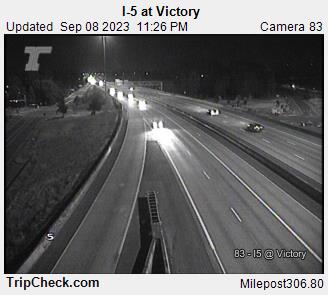 I-5 at Victory
Updated Sep 08 2023 11:26 PM Camera 83
T
S
83 - I5 @ Victory
TripCheck.com Milepost306.80